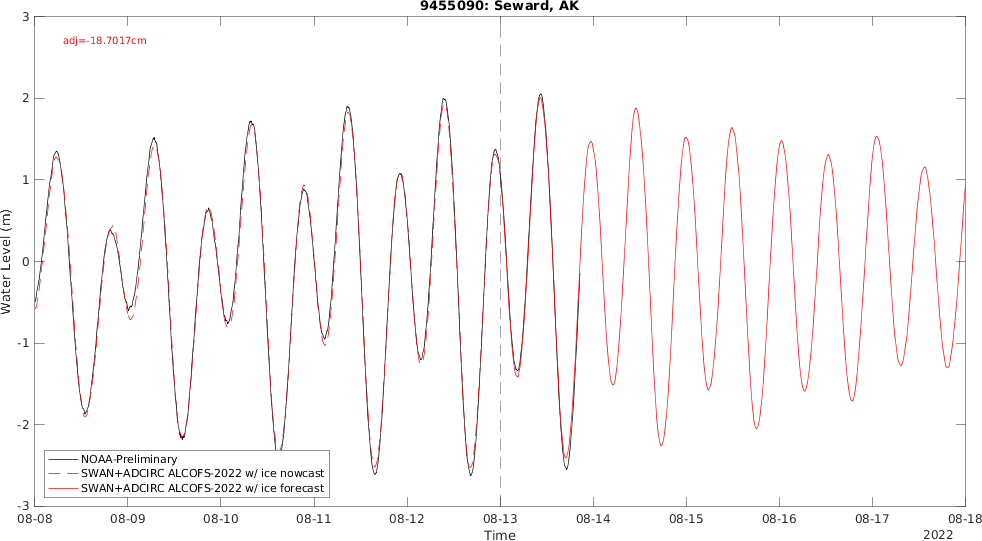 9455090: Seward, AK
adj=-18.7017cm
3
2
1
0
-1
-2
-3
Water Level (m)
NOAA-Preliminary
SWAN+ADCIRC ALCOFS-2022 w/ ice nowcast
SWAN+ADCIRC ALCOFS-2022 w/ ice forecast
08-08 08-09 08-10 08-11 08-12 08-13 08-14 08-15 08-16 08-17 08-18
Time
2022